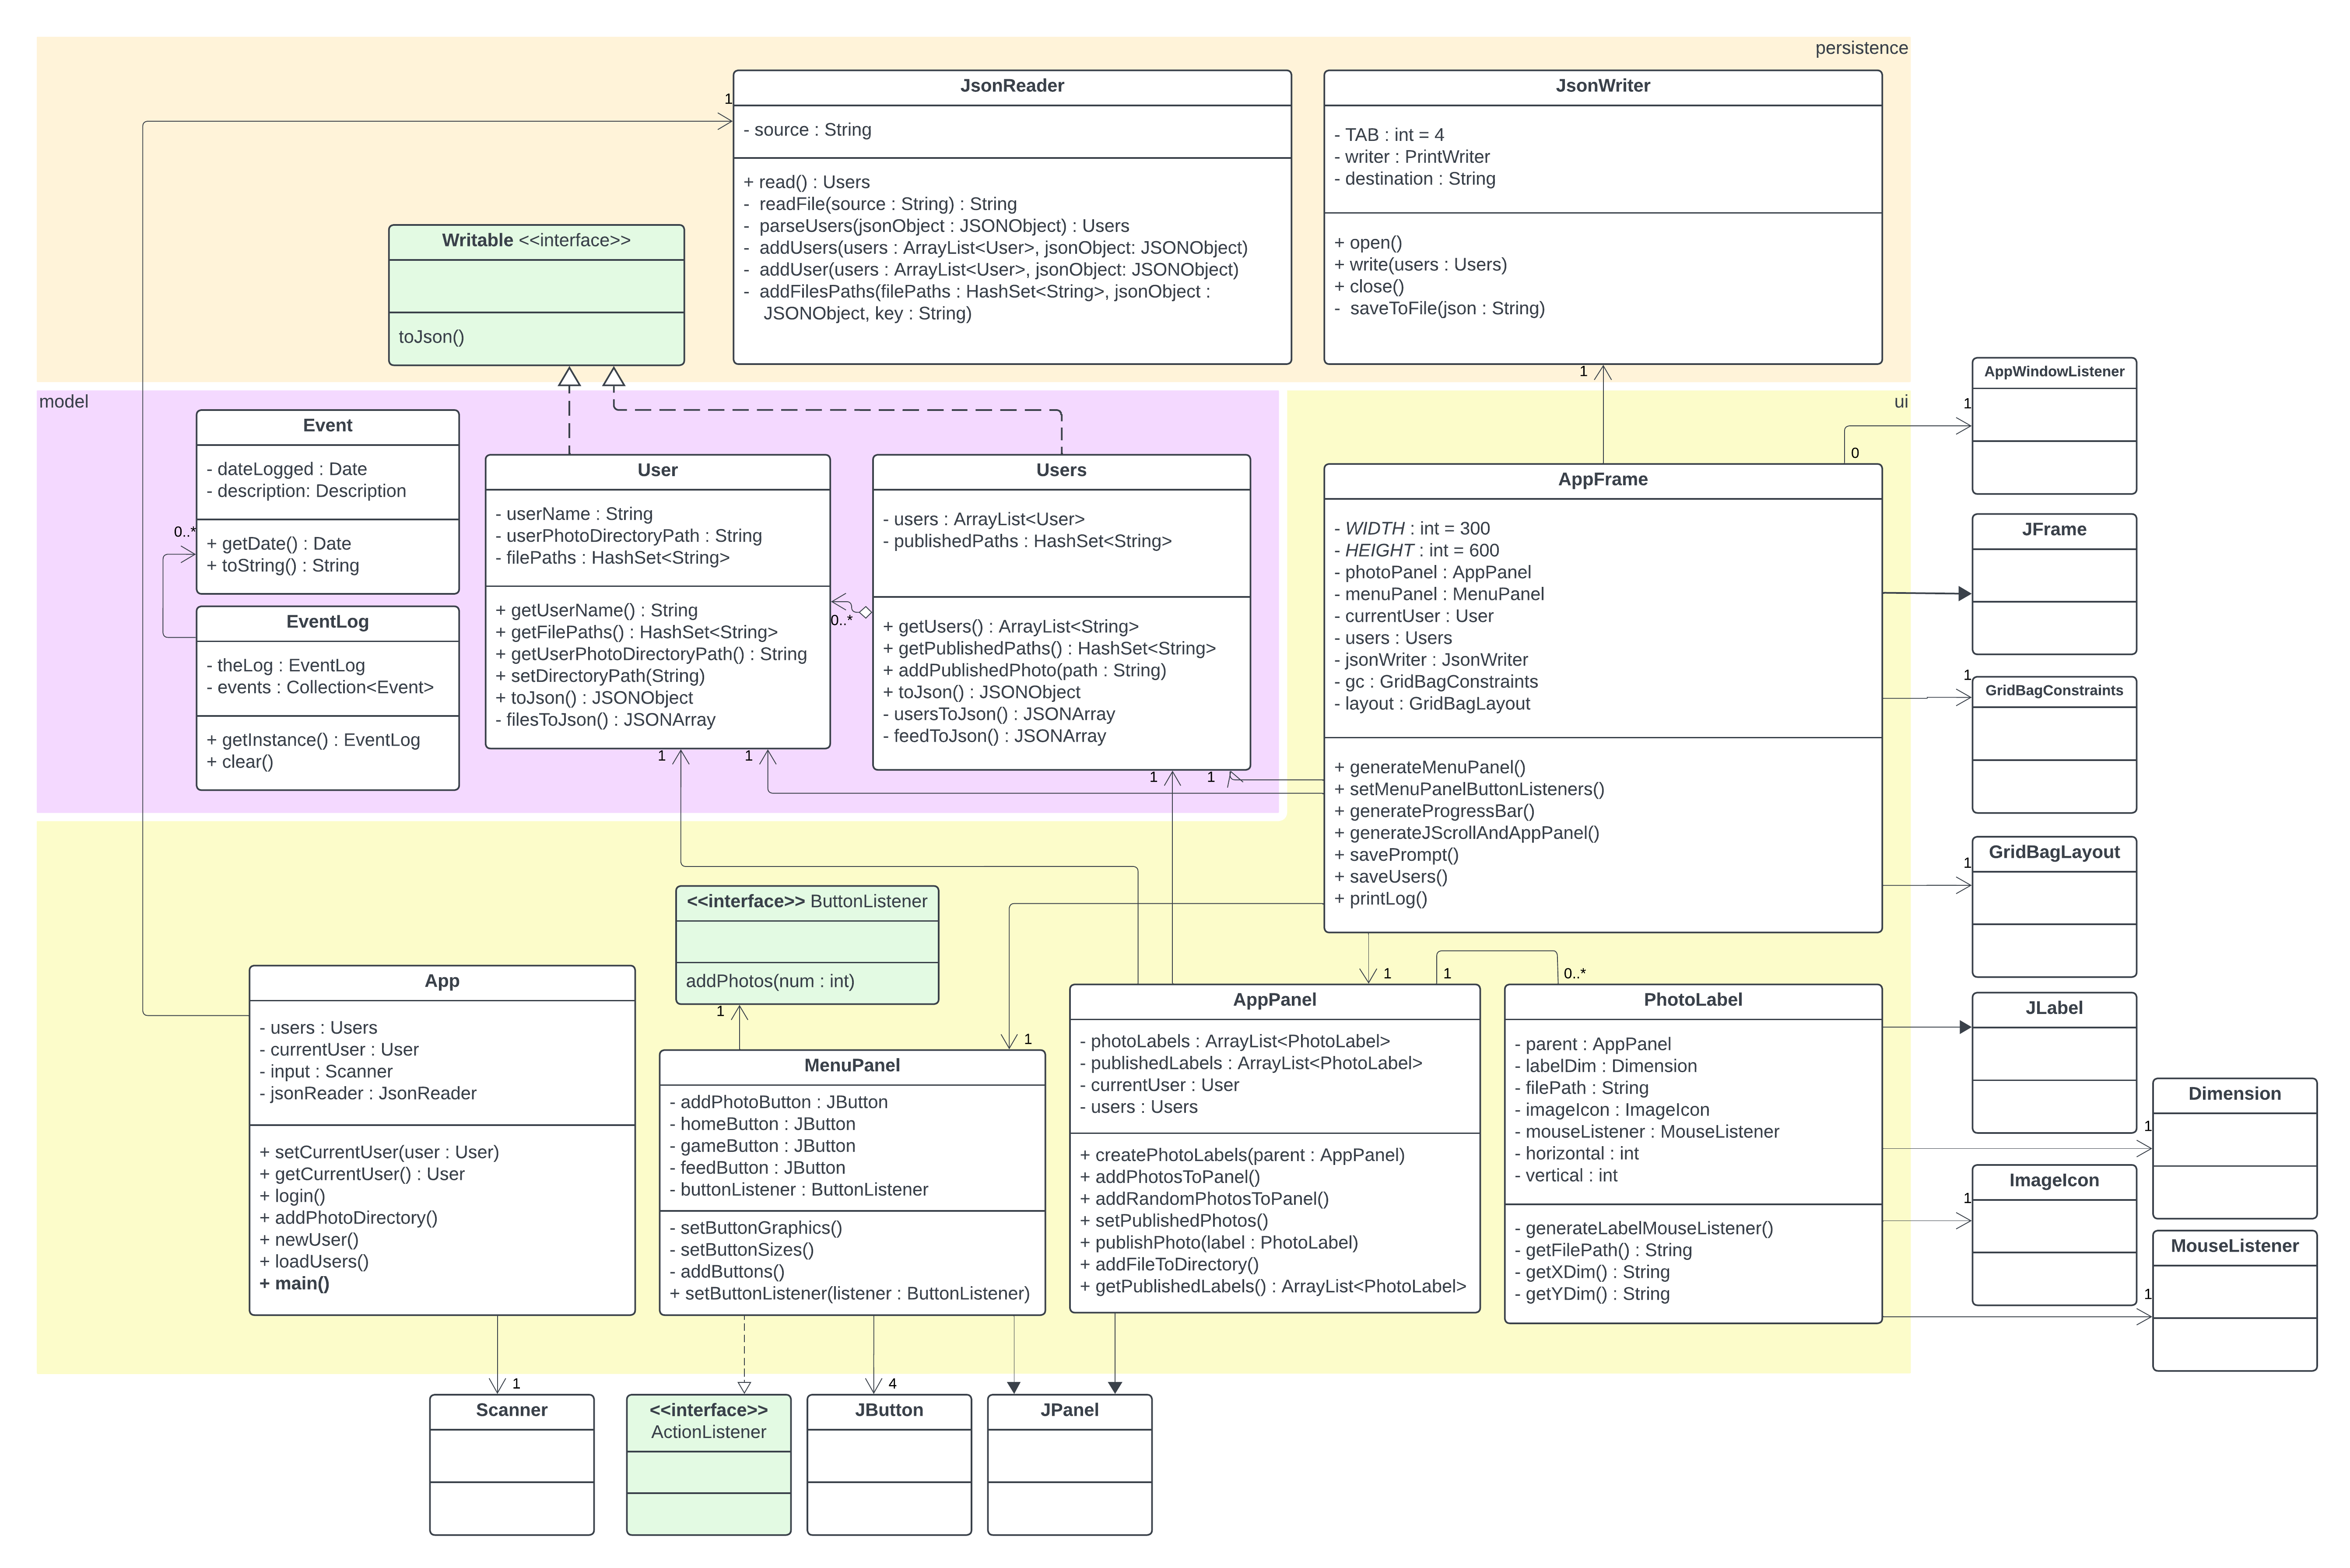 persistence
JsonReader
1
- source : String
+ read() : Users
-  readFile(source : String) : String
-  parseUsers(jsonObject : JSONObject) : Users
-  addUsers(users : ArrayList<User>, jsonObject: JSONObject)
-  addUser(users : ArrayList<User>, jsonObject: JSONObject)
-  addFilesPaths(filePaths : HashSet<String>, jsonObject :
JSONObject, key : String)
JsonWriter
- TAB : int = 4
- writer : PrintWriter
- destination : String
+ open()
+ write(users : Users)
+ close()
-  saveToFile(json : String)
1
Writable <<interface>>
toJson()
model
Event
- dateLogged : Date
- description: Description
0..*
+ getDate() : Date
+ toString() : String
EventLog
- theLog : EventLog
- events : Collection<Event>
+ getInstance() : EventLog
+ clear()
User
- userName : String
- userPhotoDirectoryPath : String
- filePaths : HashSet<String>
+ getUserName() : String
+ getFilePaths() : HashSet<String>
+ getUserPhotoDirectoryPath() : String
+ setDirectoryPath(String)
+ toJson() : JSONObject
- filesToJson() : JSONArray
0..*
1
1
Users
- users : ArrayList<User>
- publishedPaths : HashSet<String>
+ getUsers() : ArrayList<String>
+ getPublishedPaths() : HashSet<String>
+ addPublishedPhoto(path : String)
+ toJson() : JSONObject
- usersToJson() : JSONArray
- feedToJson() : JSONArray
1
1
ui
AppFrame
0
- WIDTH : int = 300
- HEIGHT : int = 600
- photoPanel : AppPanel
- menuPanel : MenuPanel
- currentUser : User
- users : Users
- jsonWriter : JsonWriter
- gc : GridBagConstraints
- layout : GridBagLayout
+ generateMenuPanel()
+ setMenuPanelButtonListeners()
+ generateProgressBar()
+ generateJScrollAndAppPanel()
+ savePrompt()
+ saveUsers()
+ printLog()
AppWindowListener
1
JFrame
1
GridBagConstraints
GridBagLayout
1
<<interface>> ButtonListener
addPhotos(num : int)
1
App
- users : Users
- currentUser : User
- input : Scanner
- jsonReader : JsonReader
+ setCurrentUser(user : User)
+ getCurrentUser() : User
+ login()
+ addPhotoDirectory()
+ newUser()
+ loadUsers()
+ main()
1
MenuPanel
- addPhotoButton : JButton
- homeButton : JButton
- gameButton : JButton
- feedButton : JButton
- buttonListener : ButtonListener
- setButtonGraphics()
- setButtonSizes()
- addButtons()
+ setButtonListener(listener : ButtonListener)
1
1
0..*
AppPanel
- photoLabels : ArrayList<PhotoLabel>
- publishedLabels : ArrayList<PhotoLabel>
- currentUser : User
- users : Users
+ createPhotoLabels(parent : AppPanel)
+ addPhotosToPanel()
+ addRandomPhotosToPanel()
+ setPublishedPhotos()
+ publishPhoto(label : PhotoLabel)
+ addFileToDirectory()
+ getPublishedLabels() : ArrayList<PhotoLabel>
PhotoLabel
- parent : AppPanel
- labelDim : Dimension
- filePath : String
- imageIcon : ImageIcon
- mouseListener : MouseListener
- horizontal : int
- vertical : int
- generateLabelMouseListener()
- getFilePath() : String
- getXDim() : String
- getYDim() : String
JLabel
Dimension
1
ImageIcon
1
MouseListener
1
1
4
Scanner
<<interface>>
ActionListener
JButton
JPanel